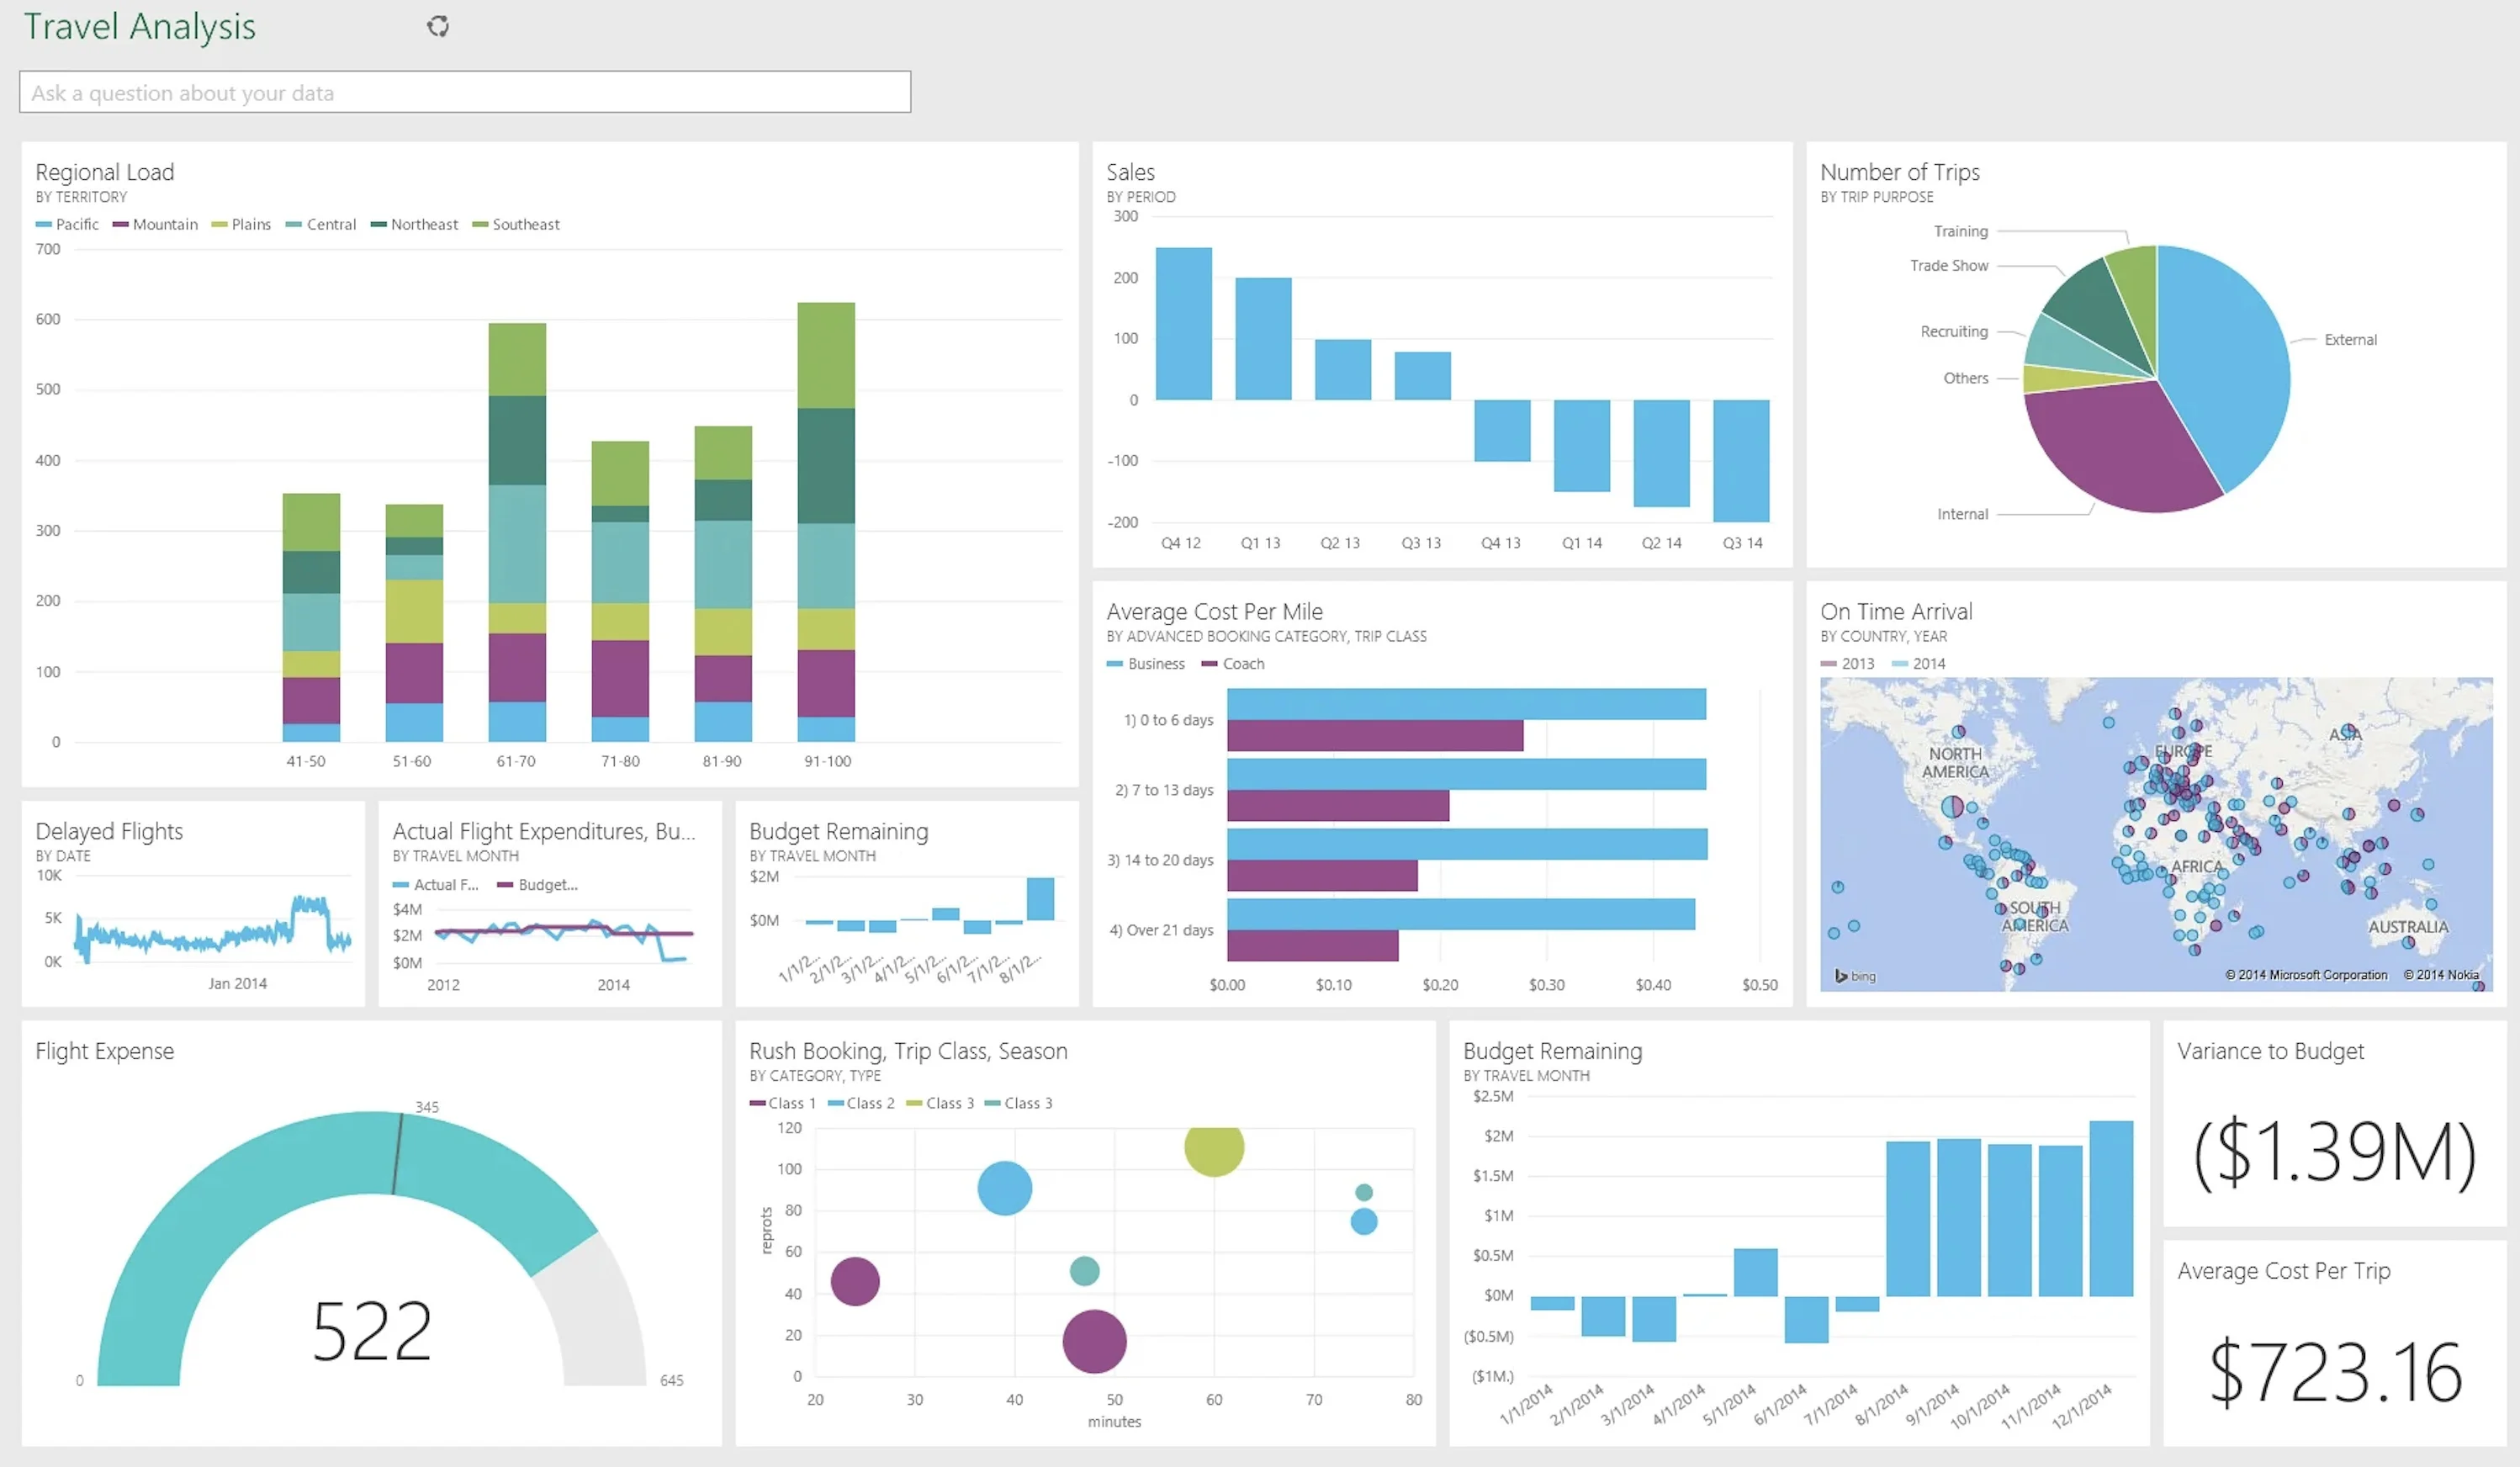 Travel Analysis
Ask a question about your data
Regional Load
BY TERRITORY
Pacific Mountain Plains Central Northeast Southeast
700
600
500
400
300
200
100
0
41-50 51-60 61-70 71-80 81-90 91-100
Sales
BY PERIOD
300
200
100
0
-100
-200
Q4 12 Q1 13 Q2 13 Q3 13 Q4 13 Q1 14 Q2 14 Q3 14
Number of Trips
BY TRIP PURPOSE
Training
Trade Show
Recruiting
External
Others
Internal
Average Cost Per Mile
BY ADVANCED BOOKING CATEGORY, TRIP CLASS
Business Coach
1) 0 to 6 days
2) 7 to 13 days
3) 14 to 20 days
4) Over 21 days
$0.00 $0.10 $0.20 $0.30 $0.40 $0.50
On Time Arrival
BY COUNTRY, YEAR
2013 2014
ASIA
NORTH
AMERICA
EUROPE
AFRICA
SOUTH
AMERICA
AUSTRALIA
bing
© 2014 Microsoft Corporation © 2014 Nokia
Delayed Flights
BY DATE
10K
5K
0K
Jan 2014
Actual Flight Expenditures, Bu...
BY TRAVEL MONTH
Actual F... Budget...
$4M
$2M
$0M
2012 2014
Budget Remaining
BY TRAVEL MONTH
$2M
$0M
1/1/2... 2/1/2... 3/1/2... 4/1/2... 5/1/2... 6/1/2... 7/1/2... 8/1/2...
Flight Expense
345
522
0
645
Rush Booking, Trip Class, Season
BY CATEGORY, TYPE
Class 1 Class 2 Class 3 Class 3
120
100
80
60
40
20
0
reprots
20 30 40 50 60 70 80
minutes
Budget Remaining
BY TRAVEL MONTH
$2.5M
$2M
$1.5M
$1M
$0.5M
$0M
($0.5M)
($1M.)
1/1/2014 2/1/2014 3/1/2014 4/1/2014 5/1/2014 6/1/2014 7/1/2014 8/1/2014 9/1/2014 10/1/2014 11/1/2014 12/1/2014
Variance to Budget
($1.39M)
Average Cost Per Trip
$723.16